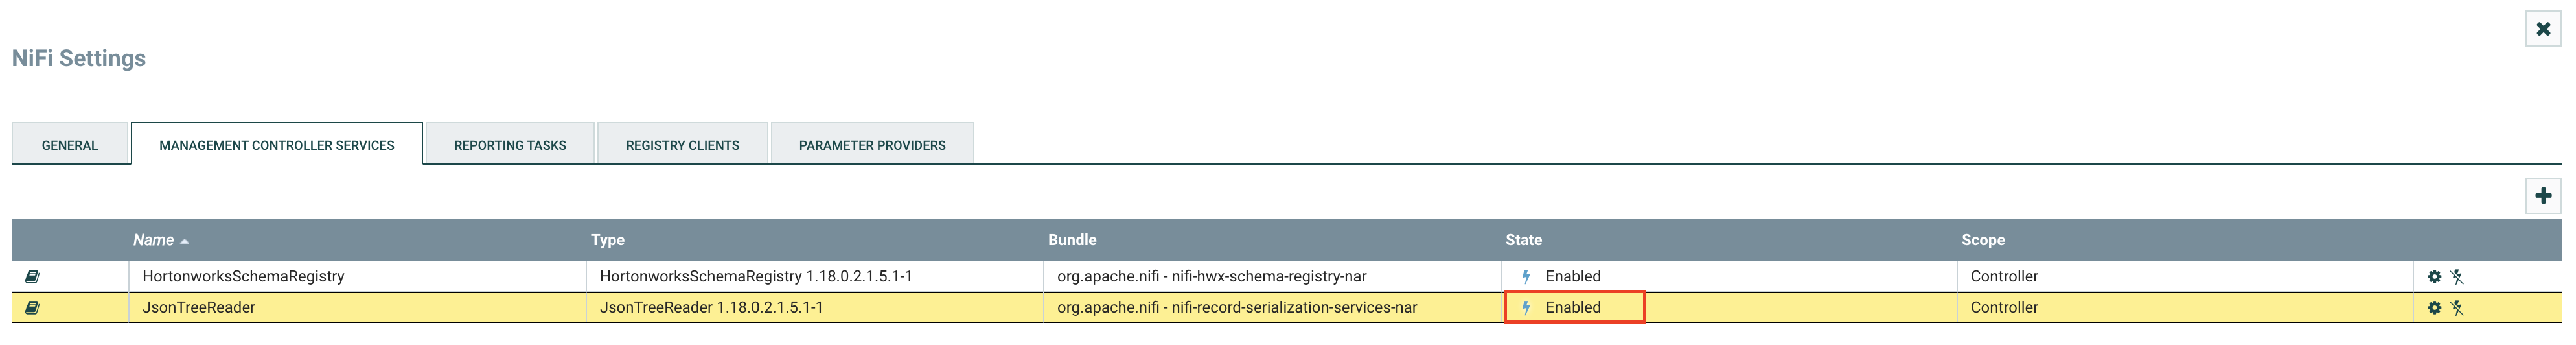 NiFi Settings
GENERAL MANAGEMENT CONTROLLER SERVICES REPORTING TASKS REGISTRY CLIENTS PARAMETER PROVIDERS
Name Type Bundle State Scope
HortonworksSchemaRegistry HortonworksSchemaRegistry 1.18.0.2.1.5.1-1 org.apache.nifi - nifi-hwx-schema-registry-nar Enabled Controller
JsonTreeReader JsonTreeReader 1.18.0.2.1.5.1-1 org.apache.nifi - nifi-record-serialization-services-nar Enabled Controller